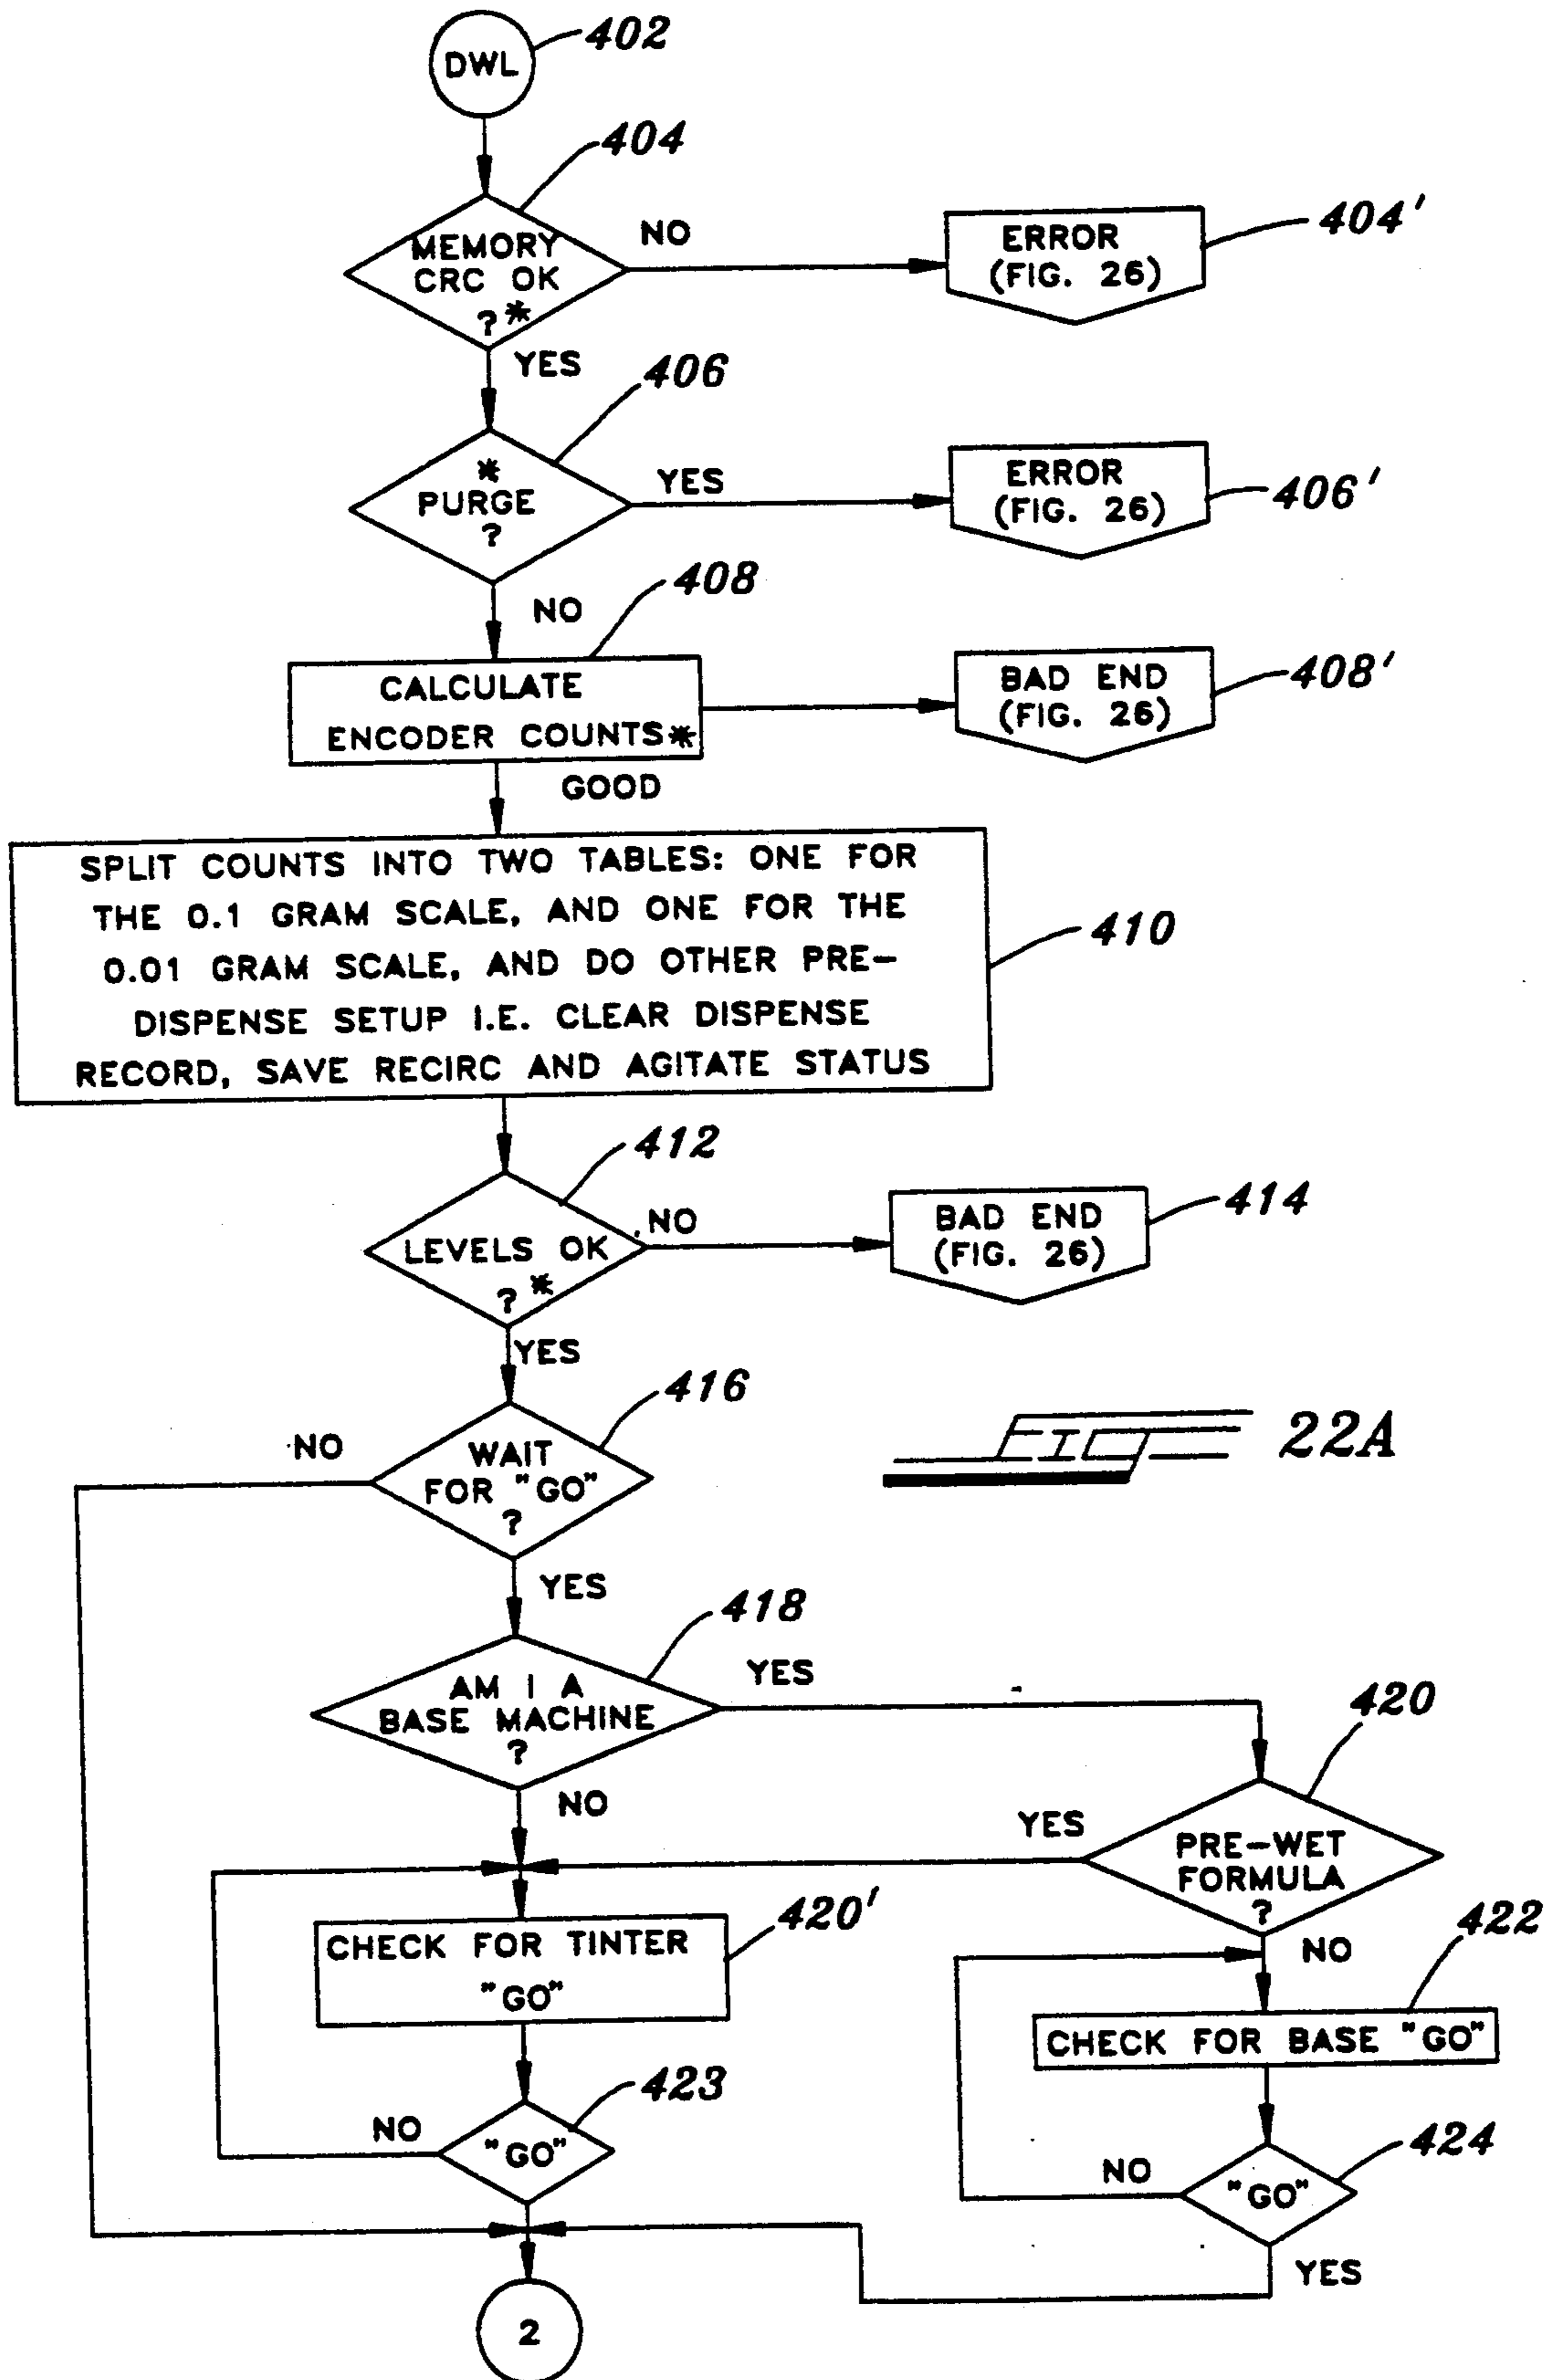 DWL
402
404
MEMORY
CRC OK
?*
NO
ERROR
(FIG. 26)
404'
YES
406
*
PURGE
?
YES
ERROR
(FIG. 26)
406'
NO
408
CALCULATE
ENCODER COUNTS*
BAD END
(FIG. 26)
408'
GOOD
SPLIT COUNTS INTO TWO TABLES: ONE FOR
THE 0.1 GRAM SCALE, AND ONE FOR THE
0.01 GRAM SCALE, AND DO OTHER PRE-
DISPENSE SETUP I.E. CLEAR DISPENSE
RECORD, SAVE RECIRC AND AGITATE STATUS
410
412
LEVELS OK
?*
NO
BAD END
(FIG. 26)
414
YES
416
NO
WAIT
FOR "GO"
?
FIG 22A
YES
418
AM I A
BASE MACHINE
?
YES
420
NO
YES
PRE-WET
FORMULA
?
420'
CHECK FOR TINTER
"GO"
NO
422
CHECK FOR BASE "GO"
423
NO
"GO"
424
NO
"GO"
YES
2